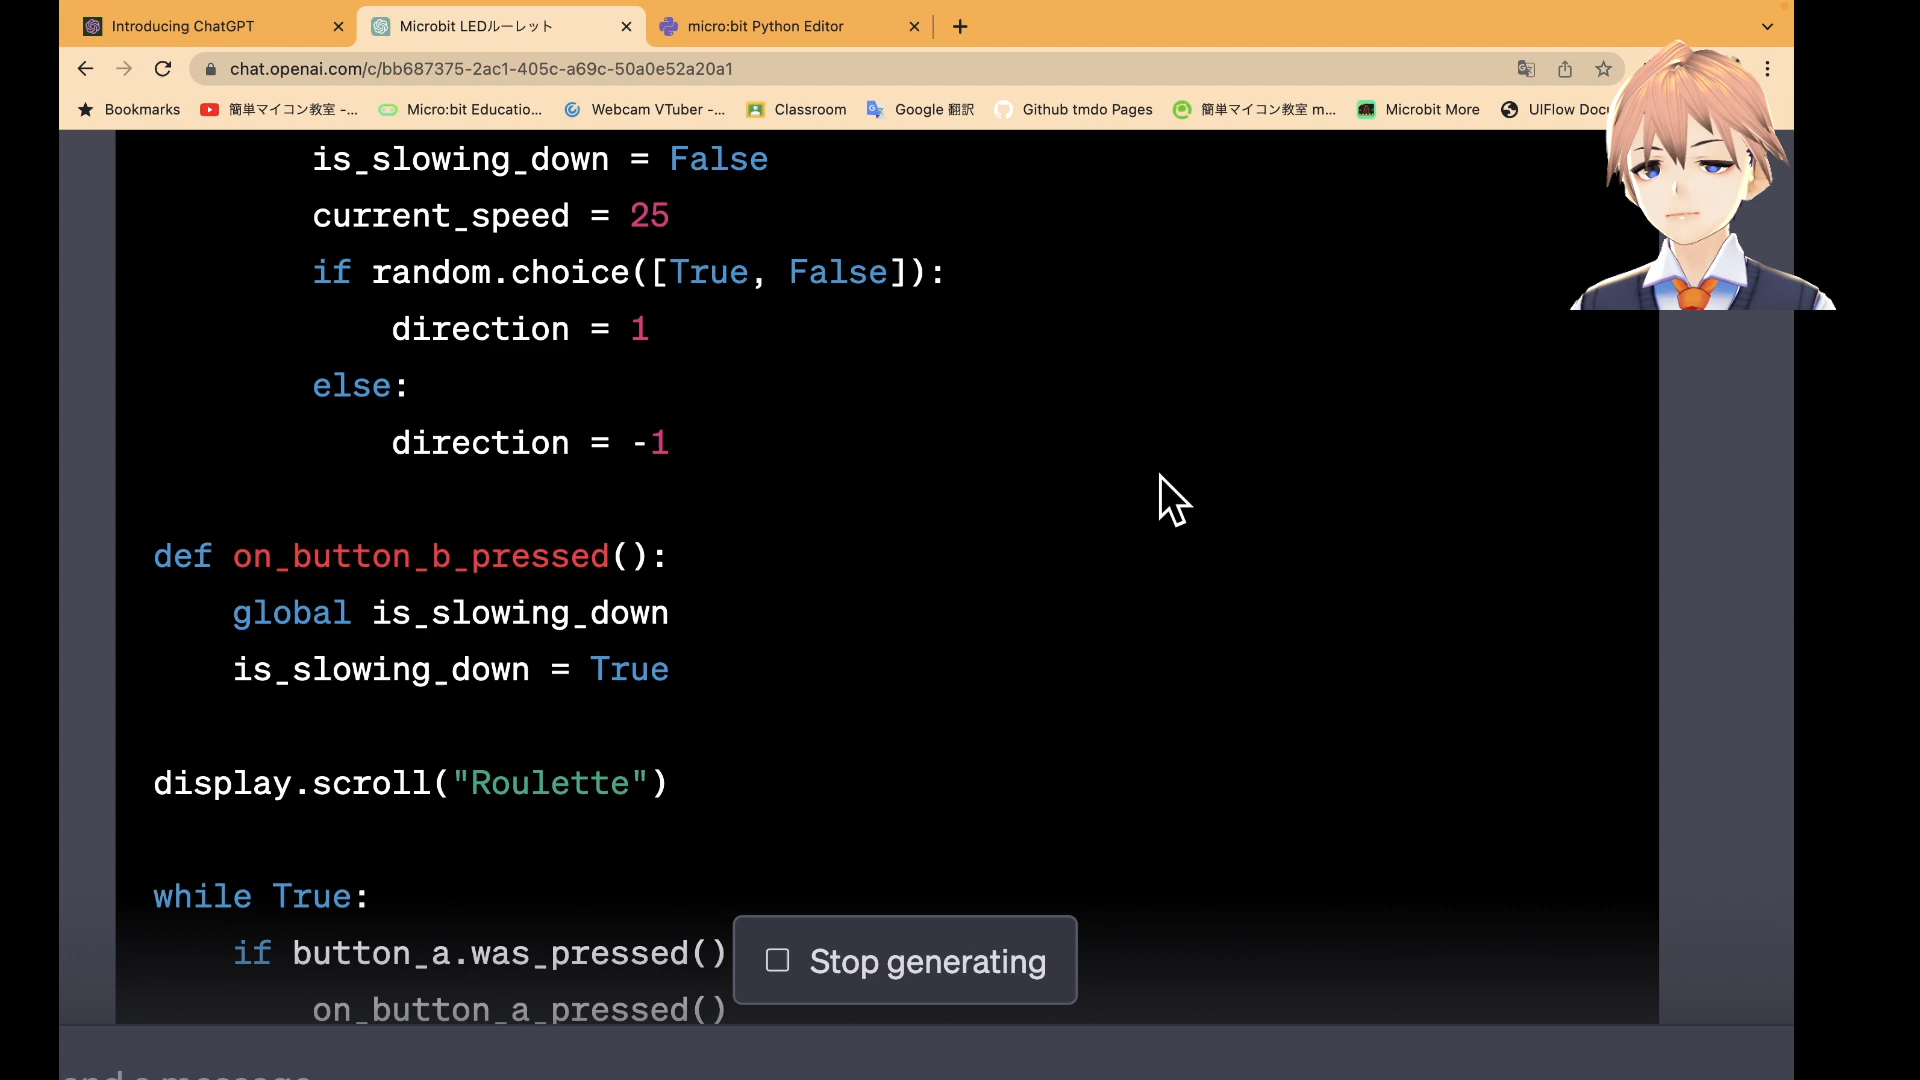 Introducing ChatGPT
Microbit LEDルーレット
micro:bit Python Editor
chat.openai.com/c/bb687375-2ac1-405c-a69c-50a0e52a20a1
Bookmarks
簡単マイコン教室 -...
Micro:bit Educatio...
Webcam VTuber -...
Classroom
Google 翻訳
Github tmdo Pages
簡単マイコン教室 m...
Microbit More
UIFlow Docu
is_slowing_down = False
current_speed = 25
if random.choice([True, False]):
direction = 1
else:
direction = -1
def on_button_b_pressed():
global is_slowing_down
is_slowing_down = True
display.scroll("Roulette")
while True:
if button_a.was_pressed()
on_button_a_pressed()
Stop generating